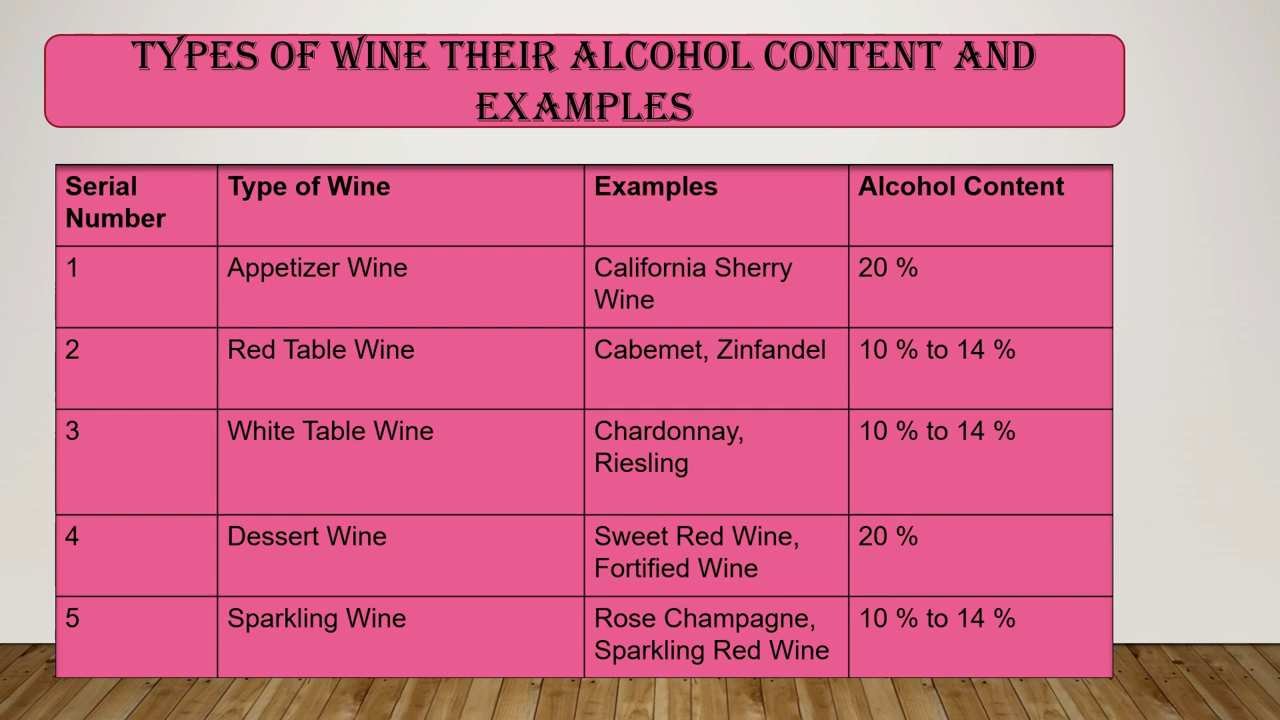 TYPES OF WINE THEIR ALCOHOL CONTENT AND
EXAMPLES
Serial
Number
Type of Wine
Examples
Alcohol Content
1
Appetizer Wine
California Sherry
Wine
20 %
2
Red Table Wine
Cabemet, Zinfandel
10 % to 14 %
3
White Table Wine
Chardonnay,
Riesling
10 % to 14 %
4
Dessert Wine
Sweet Red Wine,
Fortified Wine
20 %
5
Sparkling Wine
Rose Champagne,
Sparkling Red Wine
10 % to 14 %